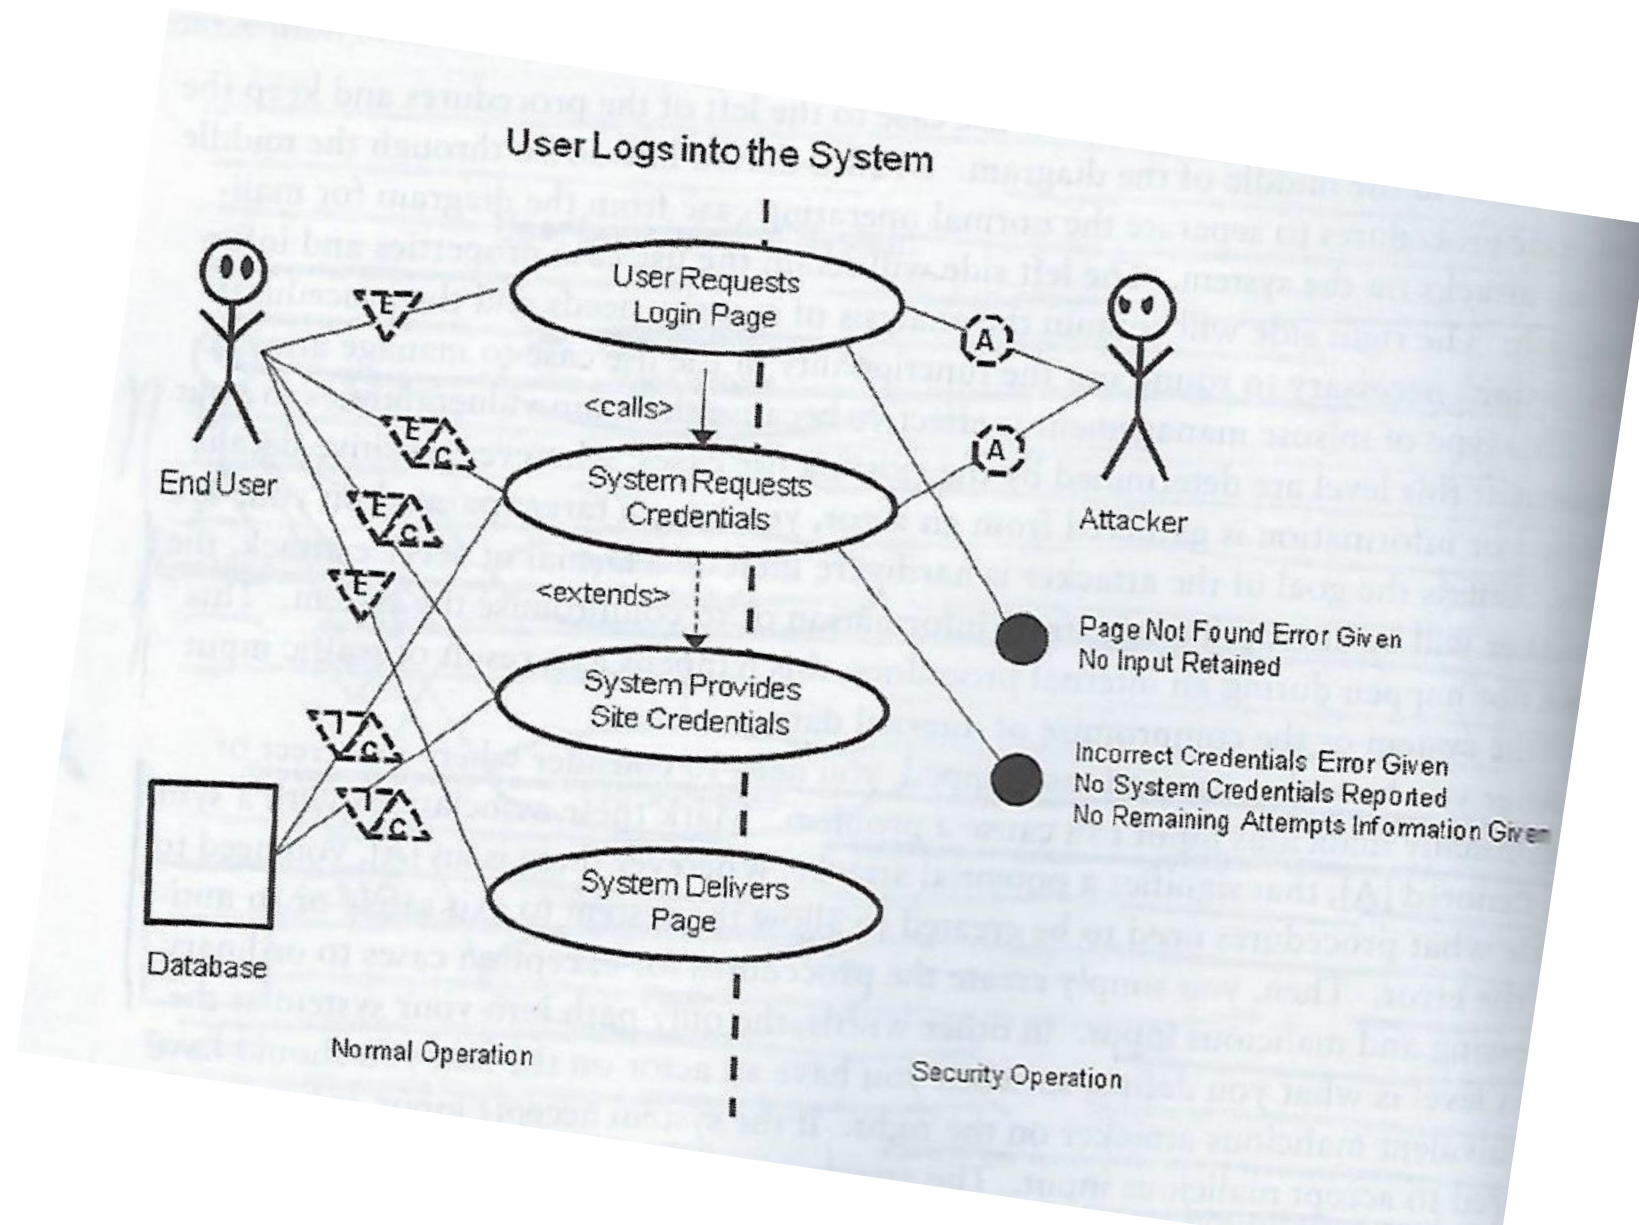 User Logs into the System
User Requests
Login Page
E
A
<calls>
E
C
A
End User
System Requests
Credentials
Attacker
E
C
E
<extends>
Page Not Found Error Given
No Input Retained
System Provides
Site Credentials
I
C
Incorrect Credentials Error Given
No System Credentials Reported
No Remaining Attempts Information Given
I
C
System Delivers
Page
Database
Normal Operation
Security Operation